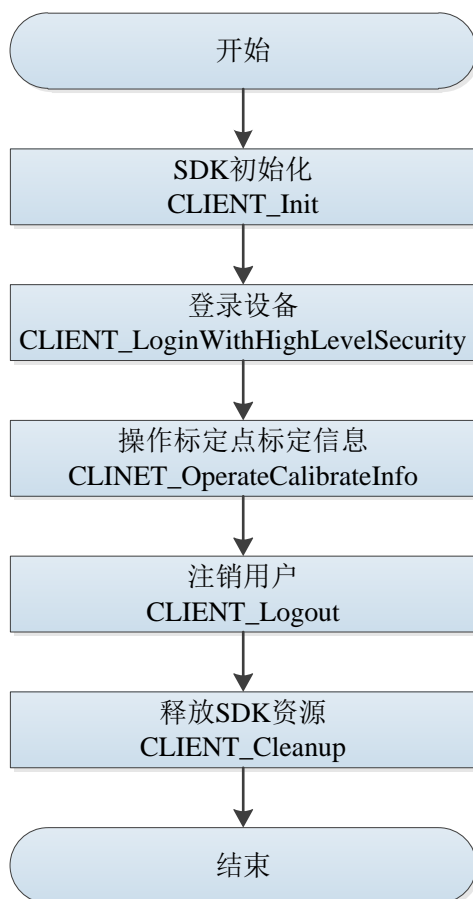 开始
SDK初始化
CLIENT_Init
登录设备
CLIENT_LoginWithHighLevelSecurity
操作标定点标定信息
CLINET_OperateCalibrateInfo
注销用户
CLIENT_Logout
释放SDK资源
CLIENT_Cleanup
结束